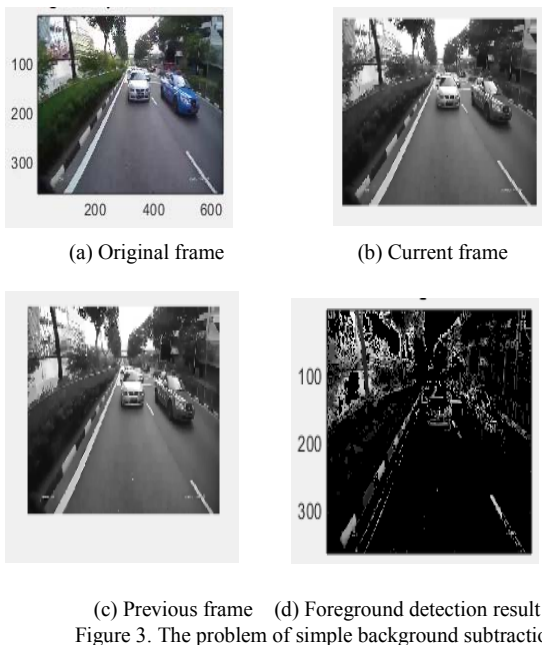 100
200
300
200 400 600
(a) Original frame (b) Current frame
100
200
300
(c) Previous frame (d) Foreground detection result
Figure 3. The problem of simple background subtractio